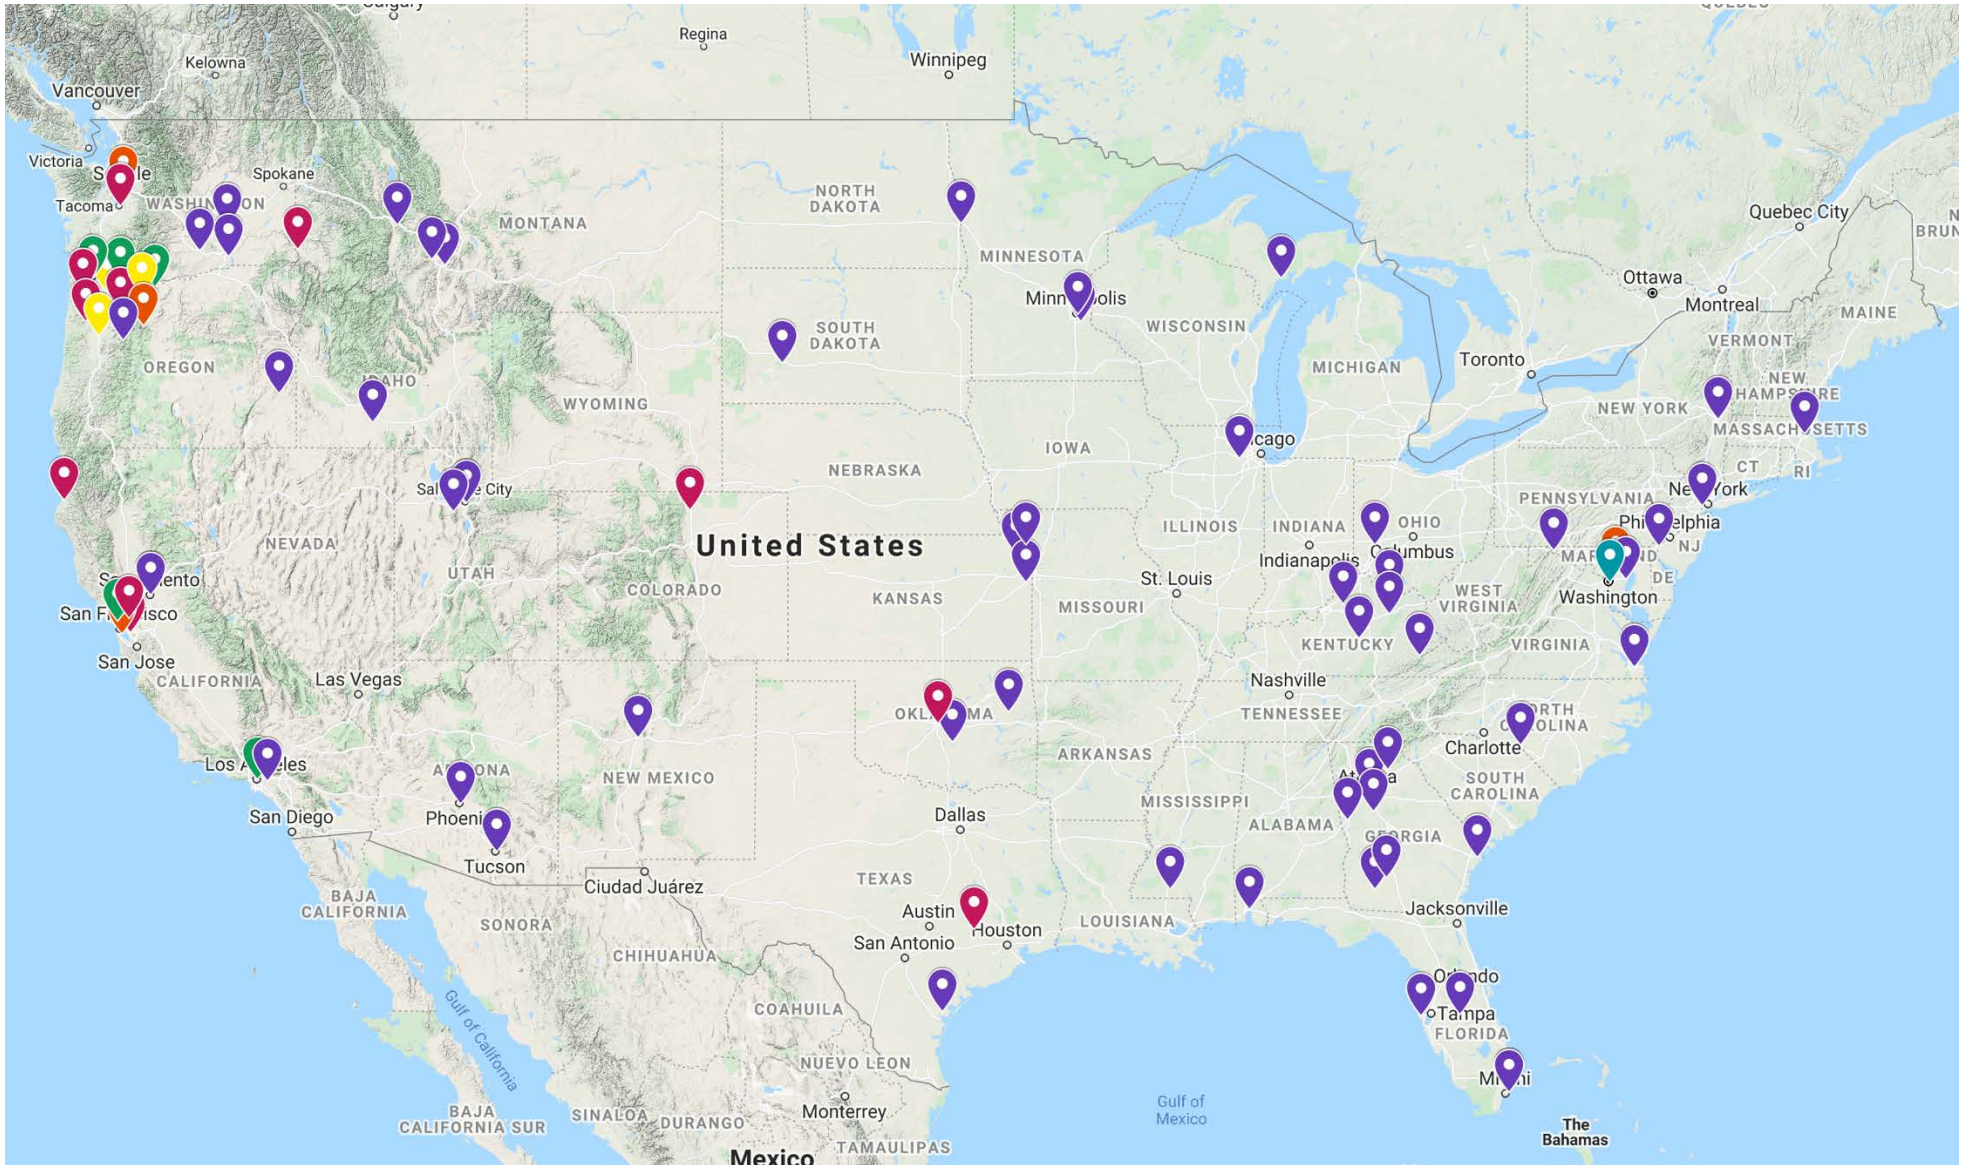 Calgary
QUEBEC
Regina
Kelowna
Winnipeg
Vancouver
Victoria
Spokane
Tacoma
WASHINGTON
NORTH
DAKOTA
MONTANA
Quebec City
MINNESOTA
Ottawa
Montreal
MAINE
WISCONSIN
SOUTH
DAKOTA
VERMONT
Toronto
MICHIGAN
OREGON
IDAHO
NEW
HAMPSHIRE
WYOMING
NEW YORK
MASSACHUSETTS
IOWA
NEBRASKA
CT
RI
PENNSYLVANIA
New York
ILLINOIS
INDIANA
OHIO
Philadelphia
NEVADA
United States
NJ
Indianapolis
Columbus
MARYLAND
UTAH
St. Louis
DE
COLORADO
KANSAS
WEST
VIRGINIA
Washington
MISSOURI
San Francisco
KENTUCKY
VIRGINIA
San Jose
CALIFORNIA
Las Vegas
Nashville
OKLAHOMA
TENNESSEE
NORTH
CAROLINA
Charlotte
ARKANSAS
Los Angeles
ARIZONA
NEW MEXICO
Atlanta
SOUTH
CAROLINA
MISSISSIPPI
San Diego
Phoenix
Dallas
ALABAMA
GEORGIA
Tucson
Ciudad Juárez
TEXAS
BAJA
CALIFORNIA
Austin
Jacksonville
SONORA
LOUISIANA
Houston
San Antonio
CHIHUAHUA
Orlando
Gulf of California
COAHUILA
Tampa
FLORIDA
NUEVO LEON
Miami
BAJA
CALIFORNIA SUR
SINALOA
DURANGO
Monterrey
Gulf of
Mexico
The
Bahamas
TAMAULIPAS
Mexico